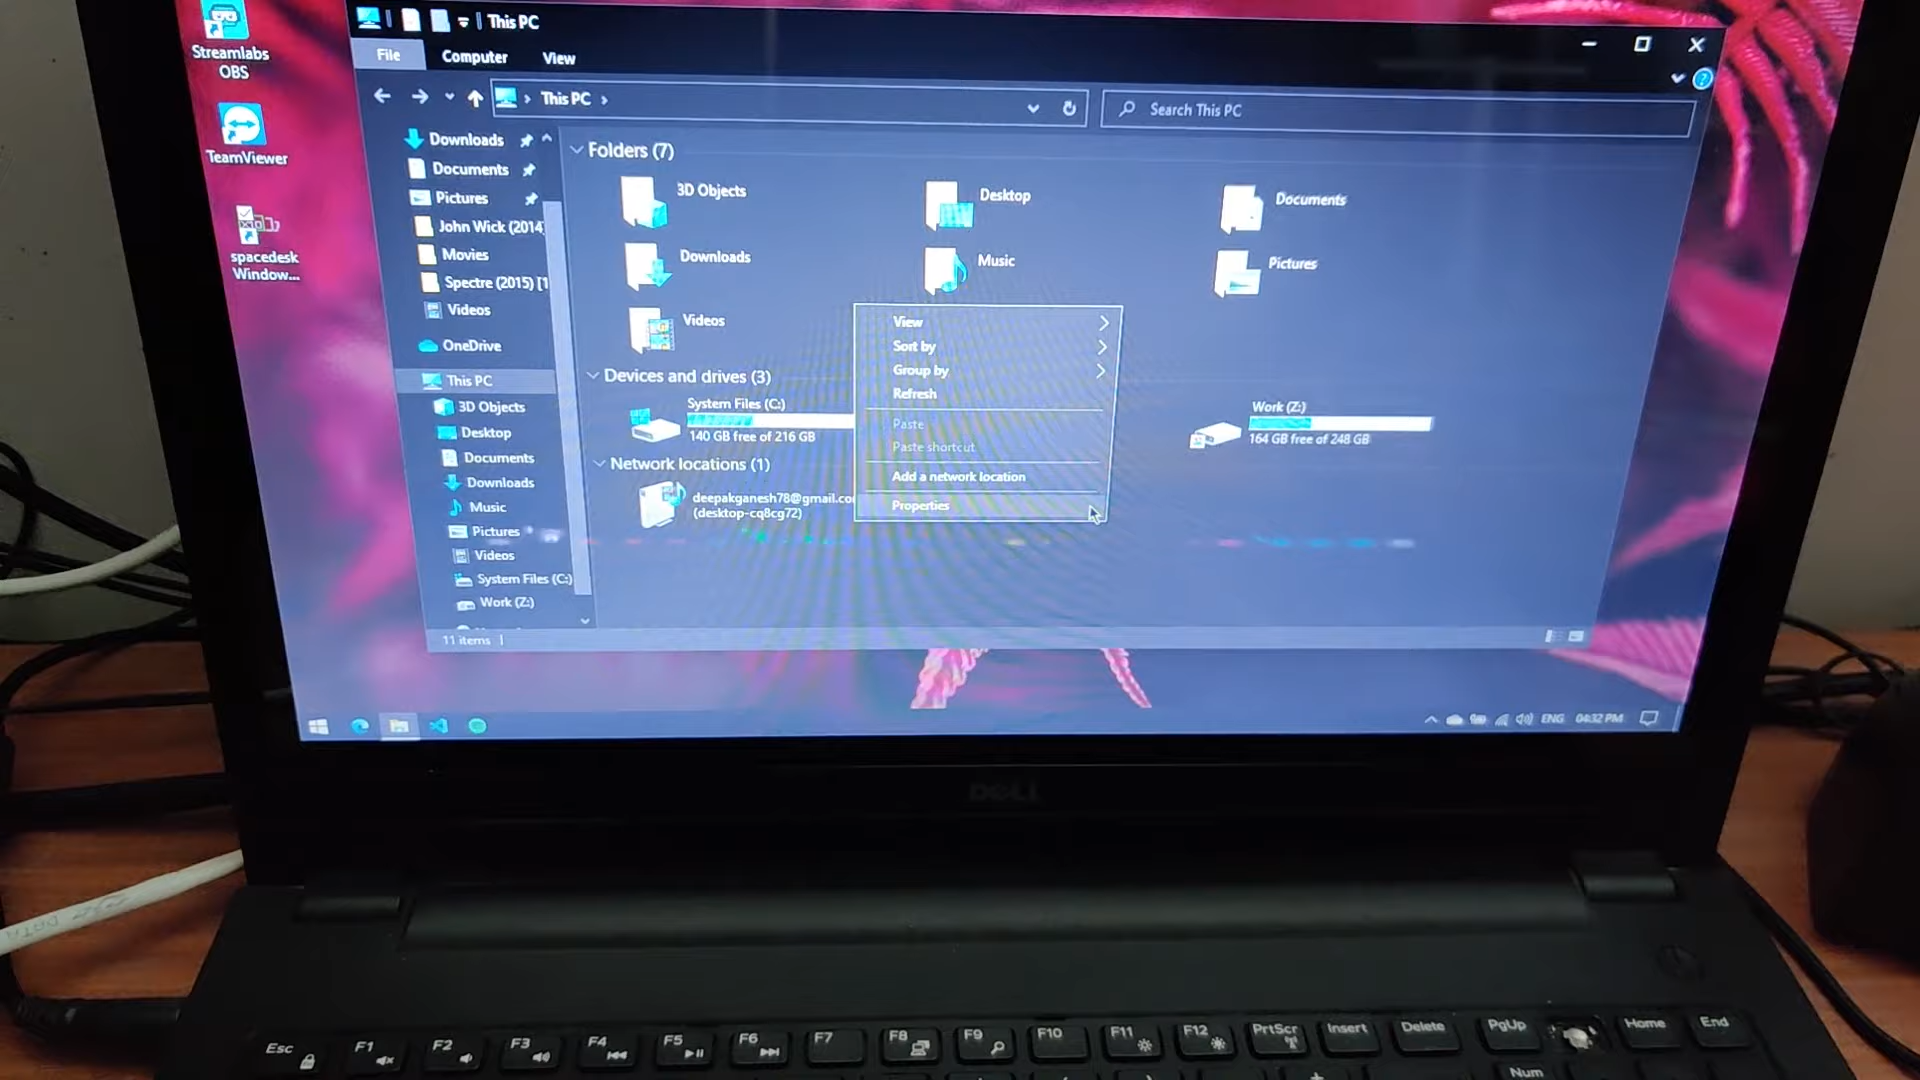 Streamlabs
OBS
TeamViewer
spacedesk
Window...
This PC
File
Computer
View
This PC
Search This PC
Downloads
Documents
Pictures
John Wick (2014
Movies
Spectre (2015) [1
Videos
OneDrive
This PC
3D Objects
Desktop
Documents
Downloads
Music
Pictures
Videos
System Files (C:)
Work (Z:)
Folders (7)
3D Objects
Desktop
Documents
Downloads
Music
Pictures
Videos
Devices and drives (3)
System Files (C:)
140 GB free of 216 GB
Work (Z:)
164 GB free of 248 GB
Network locations (1)
deepakganesh78@gmail.co
(desktop-cq8cg72)
View
Sort by
Group by
Refresh
Paste
Paste shortcut
Add a network location
Properties
11 items
ENG
04:32 PM
DELL
Esc
F1
F2
F3
F4
F5
F6
F7
F8
F9
F10
F11
F12
PrtScr
Insert
Delete
PgUp
Home
End
Num